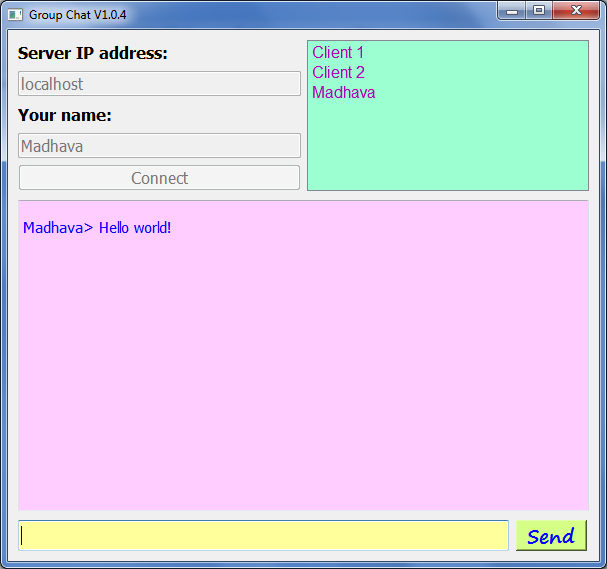 Group Chat V1.0.4
Server IP address:
localhost
Your name:
Madhava
Connect
Client 1
Client 2
Madhava
Madhava> Hello world!
Send